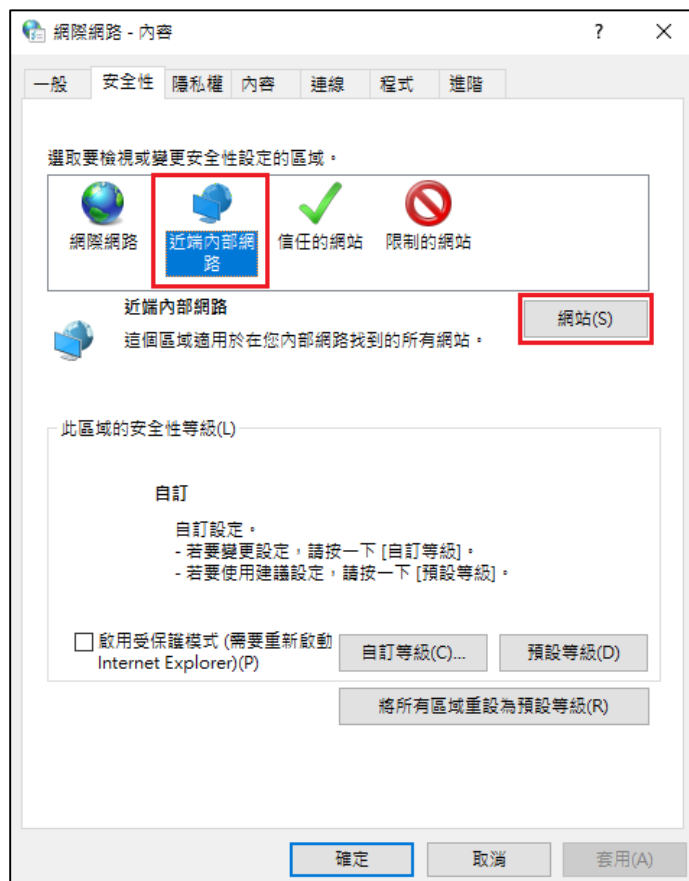 網際網路 - 內容
?
一般 安全性 隱私權 內容 連線 程式 進階
選取要檢視或變更安全性設定的區域。
網際網路 近端內部網 信任的網站 限制的網站
路
近端內部網路
網站(S)
這個區域適用於在您內部網路找到的所有網站。
此區域的安全性等級(L)
自訂
自訂設定。
- 若要變更設定，請按一下 [自訂等級]。
- 若要使用建議設定，請按一下 [預設等級]。
啟用受保護模式 (需要重新啟動
Internet Explorer)(P)
自訂等級(C)... 預設等級(D)
將所有區域重設為預設等級(R)
確定 取消 套用(A)